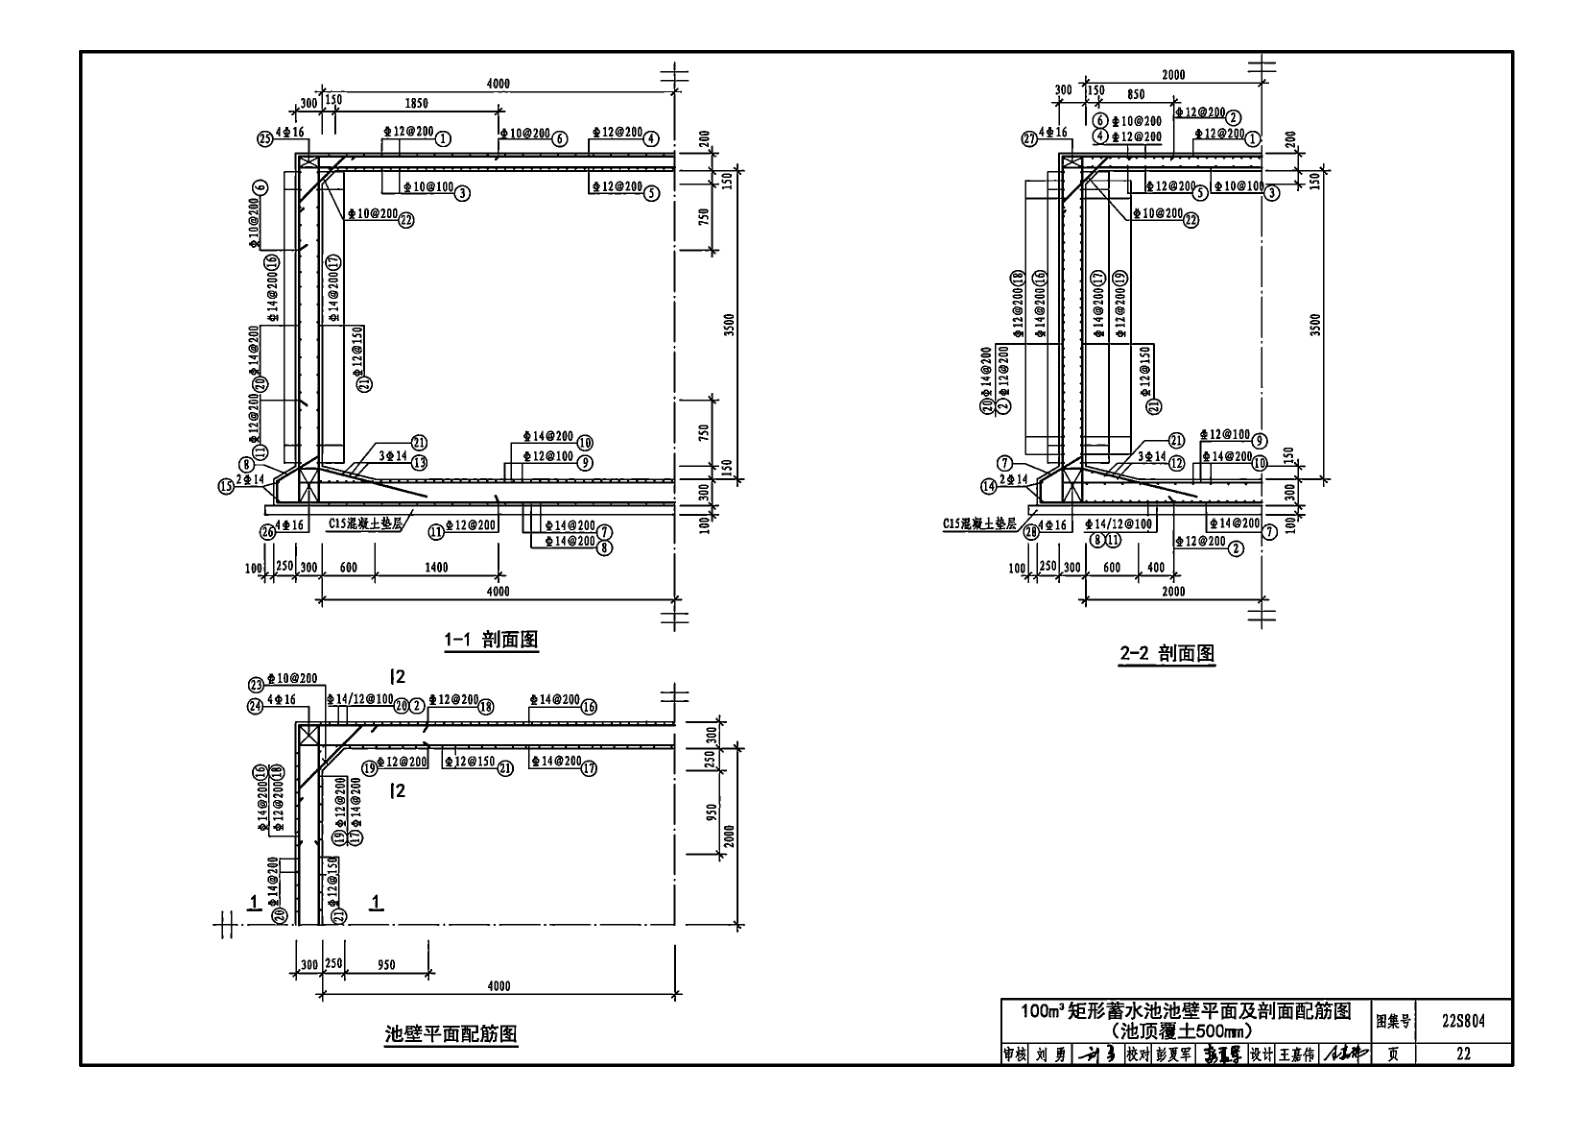 4000
300 150 1850
㉕ 4Φ16 Φ12@200 ① Φ10@200 ⑥ Φ12@200 ④
Φ10@100 ③ Φ12@200 ⑤
Φ10@200 ㉒
200
150
750
3500
750
150
300
100
⑥ Φ10@200
Φ14@200 ⑯
Φ14@200 ⑰
⑳ Φ14@200
Φ12@150 ㉑
⑪ Φ12@200
Φ14@200 ⑩
㉑
Φ12@100 ⑨
3Φ14 ⑬
⑧
⑮ 2Φ14
C15混凝土垫层
㉖ 4Φ16
⑪ Φ12@200
Φ14@200 ⑦
Φ14@200 ⑧
100 250 300 600 1400
4000
1-1 剖面图
2000
300 150 850
Φ12@200 ②
⑥ Φ10@200
④ Φ12@200
㉗ 4Φ16
Φ12@200 ①
Φ12@200 ⑤ Φ10@100 ③
Φ10@200 ㉒
200
150
3500
150
300
100
Φ12@200 ⑱
Φ14@200 ⑯
Φ14@200 ⑰
Φ12@200 ⑲
⑳ Φ14@200
② Φ12@200
Φ12@150 ㉑
Φ12@100 ⑨
㉑
3Φ14 ⑫
Φ14@200 ⑩
⑦
⑭ 2Φ14
C15混凝土垫层
㉘ 4Φ16
Φ14/12@100
⑧ ⑪
Φ14@200 ⑦
Φ12@200 ②
100 250 300 600 400
2000
2-2 剖面图
㉓ Φ10@200
2
㉔ 4Φ16
Φ14/12@100 ⑳ ②
Φ12@200 ⑱
Φ14@200 ⑯
⑲ Φ12@200
Φ12@150 ㉑
Φ14@200 ⑰
2
Φ14@200 ⑯
Φ12@200 ⑱
⑲ Φ12@200
⑰ Φ14@200
Φ14@200 ⑳
Φ12@150 ㉑
300
250
950
2000
1 1
300 250 950
4000
池壁平面配筋图
100m³矩形蓄水池池壁平面及剖面配筋图
（池顶覆土500mm）
图集号 22S804
审核 刘勇 校对 彭夏军 设计 王嘉伟 页 22